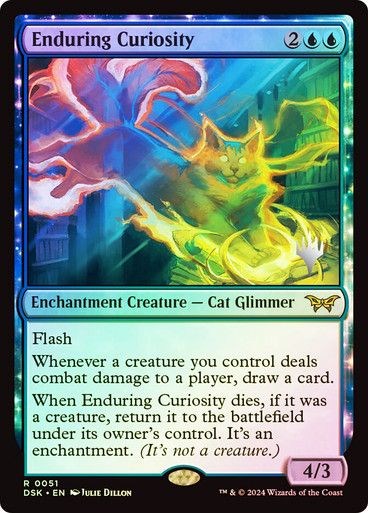 Enduring Curiosity 2
Enchantment Creature — Cat Glimmer
Flash
Whenever a creature you control deals
combat damage to a player, draw a card.
When Enduring Curiosity dies, if it was
a creature, return it to the battlefield
under its owner's control. It's an
enchantment. (It's not a creature.)
4/3
R 0051
DSK • EN Julie Dillon
™ & © 2024 Wizards of the Coast